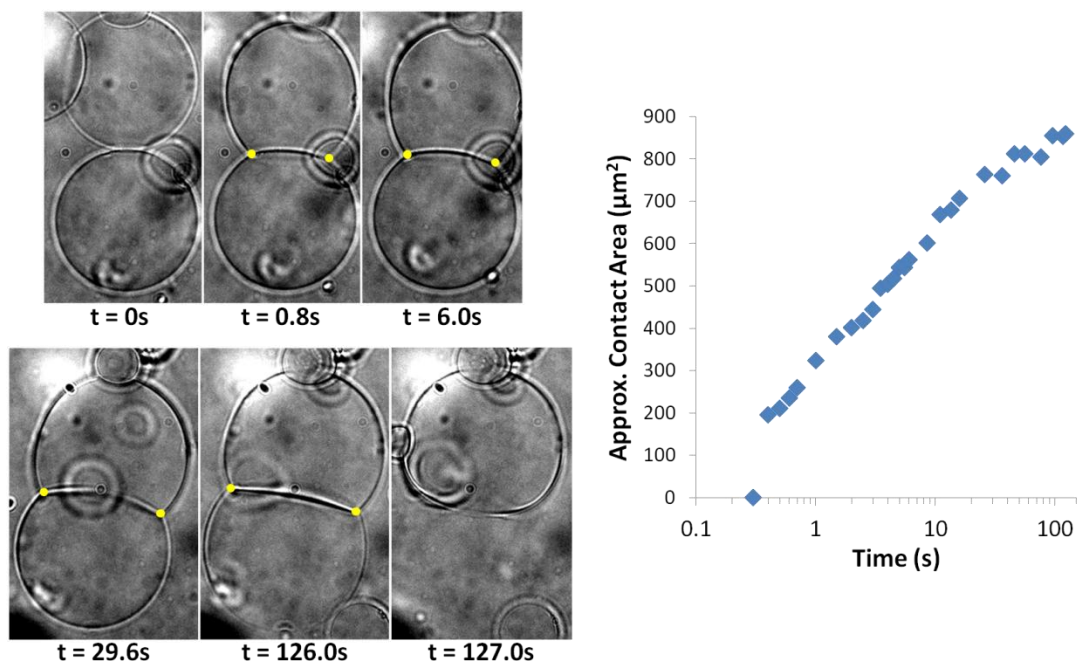 t = 0s
t = 0.8s
t = 6.0s
t = 29.6s
t = 126.0s
t = 127.0s
Approx. Contact Area (μm²)
900
800
700
600
500
400
300
200
100
0
0.1
1
10
100
Time (s)